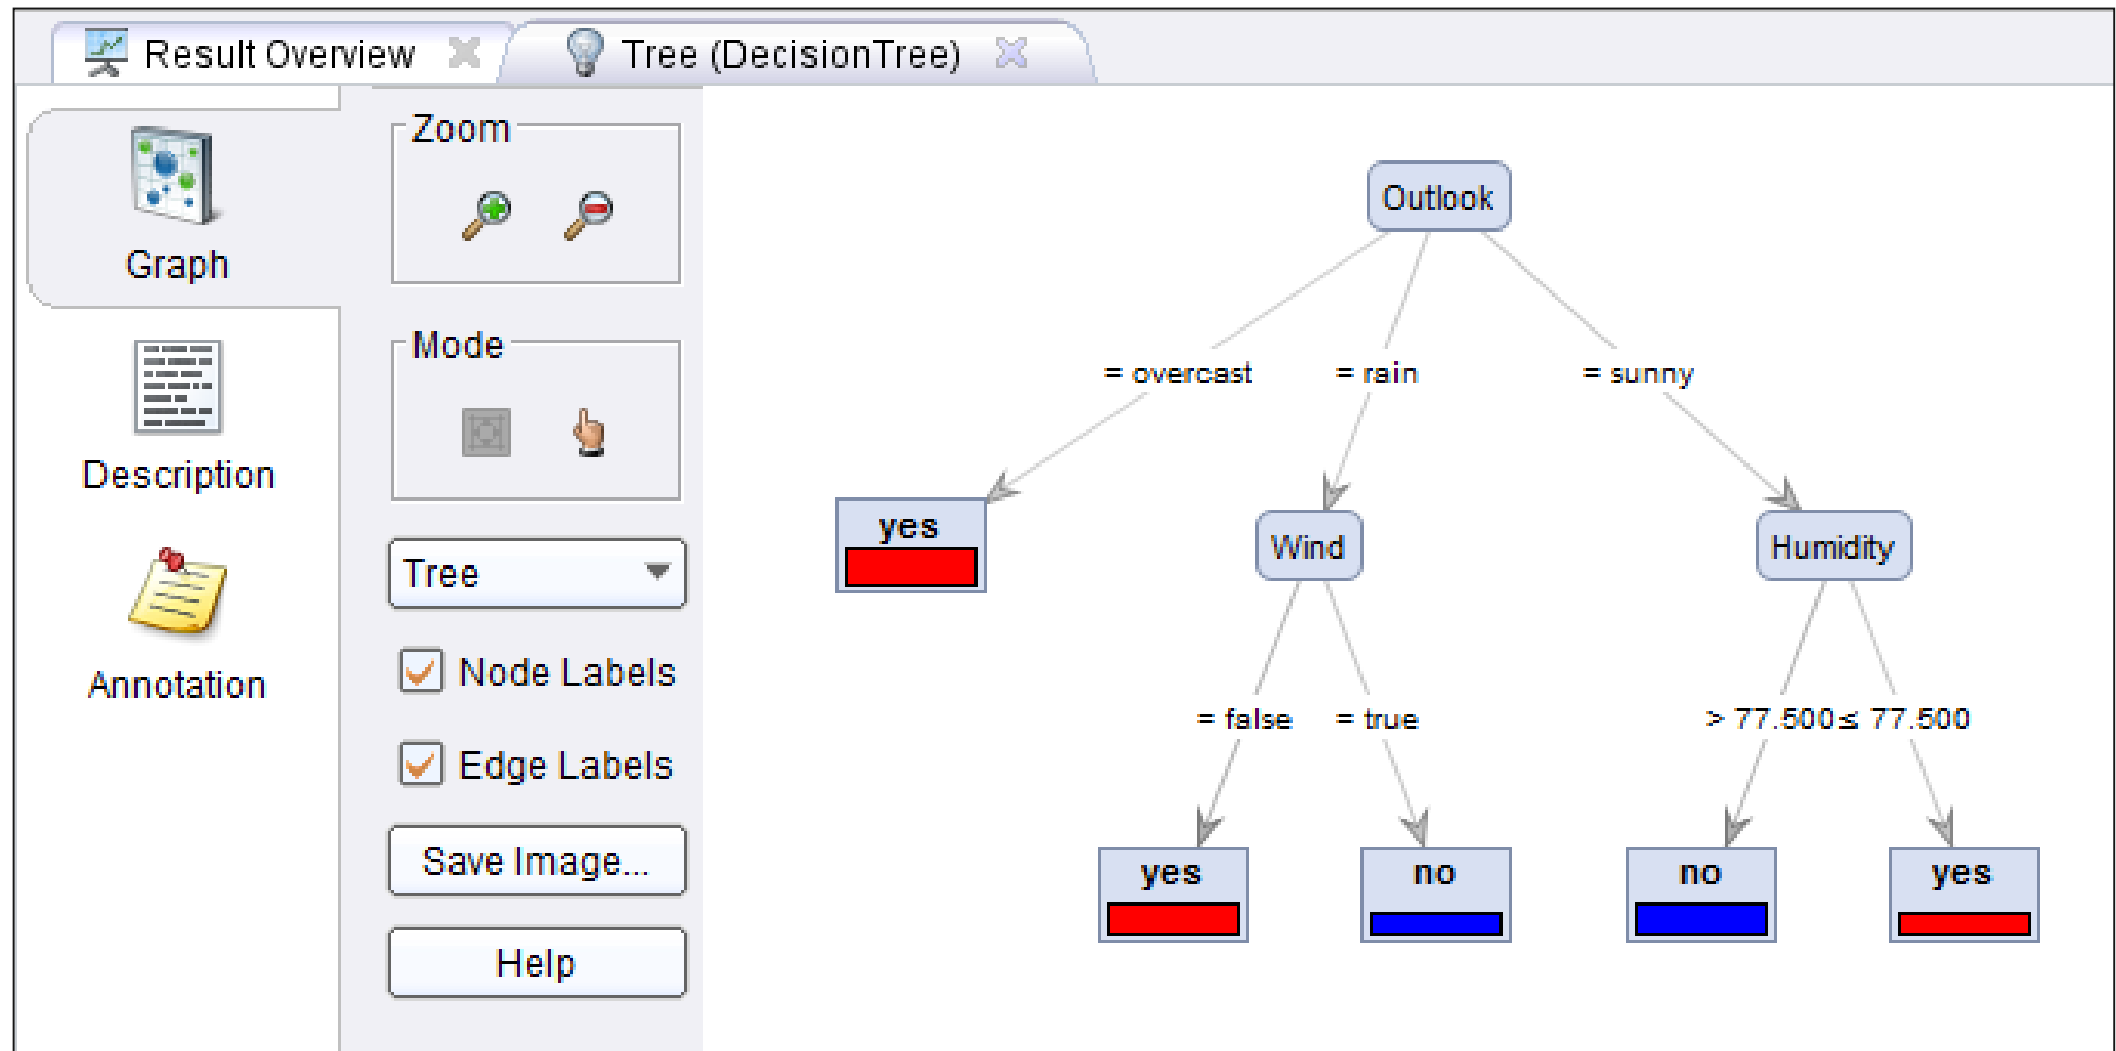 Result Overview
Tree (DecisionTree)
Graph
Description
Annotation
Zoom
Mode
Tree
Node Labels
Edge Labels
Save Image...
Help
Outlook
= overcast
= rain
= sunny
yes
Wind
Humidity
= false
= true
> 77.500
≤ 77.500
yes
no
no
yes